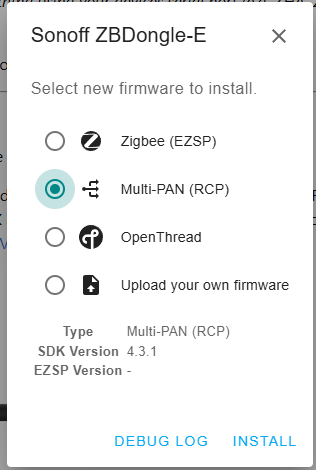 Sonoff ZBDongle-E
Select new firmware to install.
Zigbee (EZSP)
Multi-PAN (RCP)
OpenThread
Upload your own firmware
Type Multi-PAN (RCP)
SDK Version 4.3.1
EZSP Version -
DEBUG LOG INSTALL